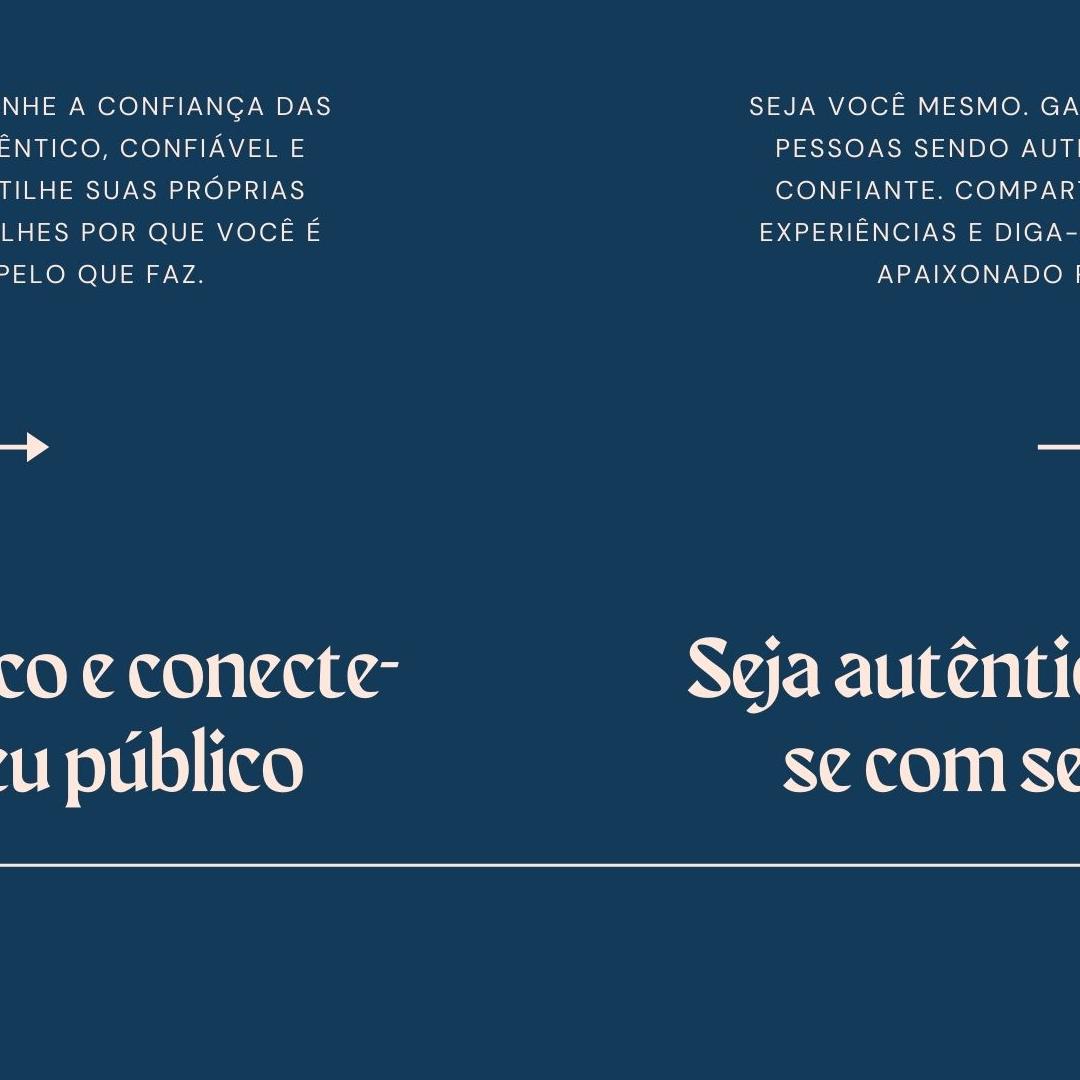 NHE A CONFIANÇA DAS
ÊNTICO, CONFIÁVEL E
TILHE SUAS PRÓPRIAS
LHES POR QUE VOCÊ É
PELO QUE FAZ.
co e conecte-
eu público
SEJA VOCÊ MESMO. GA
PESSOAS SENDO AUT
CONFIANTE. COMPART
EXPERIÊNCIAS E DIGA-
APAIXONADO P
Seja autêntic
se com se